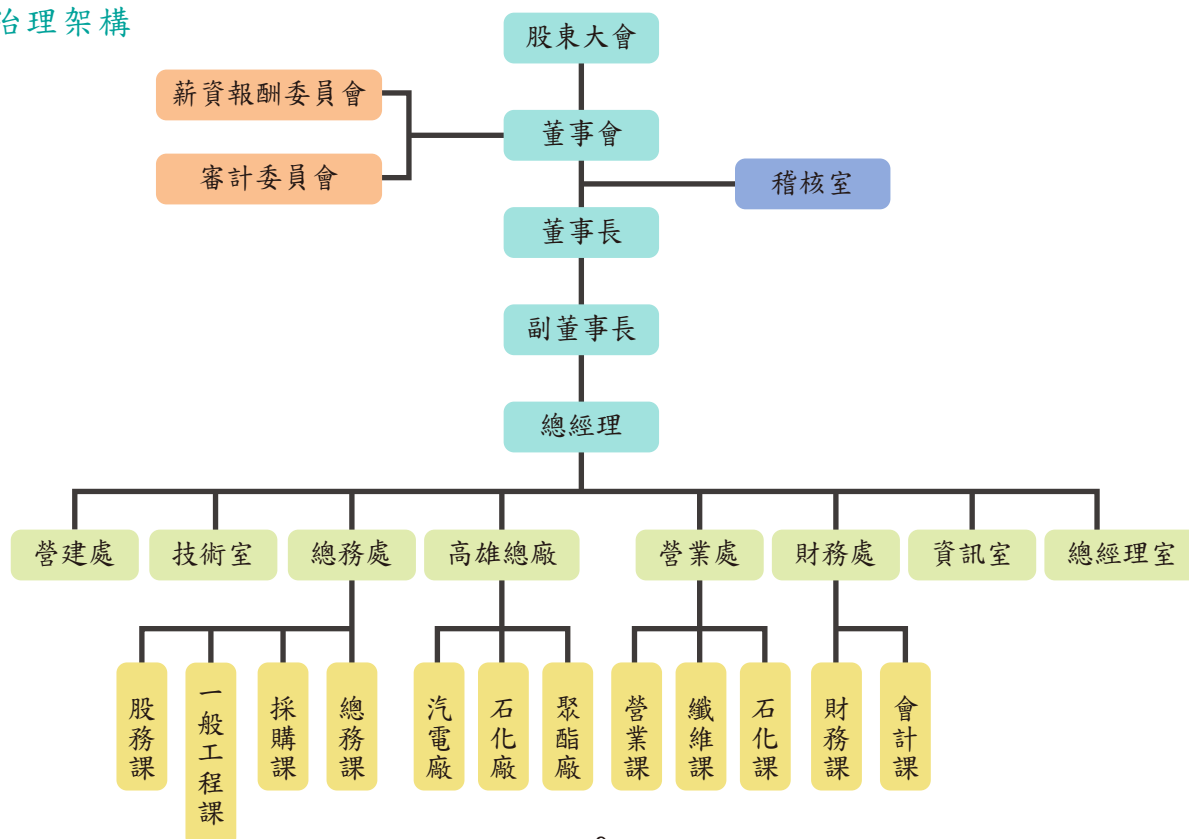 治理架構
股東大會
薪資報酬委員會
董事會
審計委員會
稽核室
董事長
副董事長
總經理
營建處
技術室
總務處
高雄總廠
營業處
財務處
資訊室
總經理室
股務課
一般工程課
採購課
總務課
汽電廠
石化廠
聚酯廠
營業課
纖維課
石化課
財務課
會計課